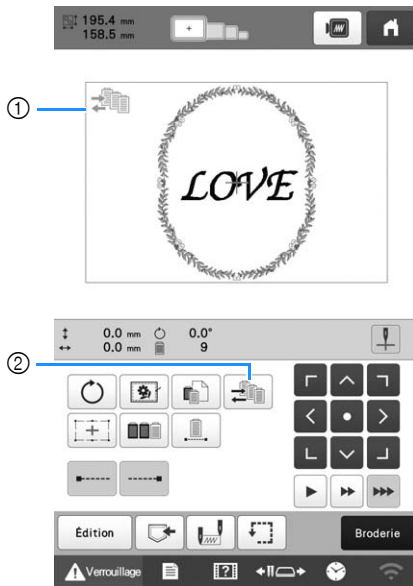 195.4 mm
158.5 mm
①
LOVE
0.0 mm 0.0°
0.0 mm 9
②
Édition Broderie
Verrouillage